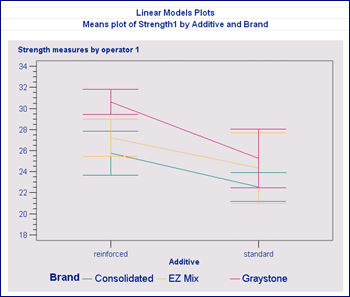 Linear Models Plots
Means plot of Strength1 by Additive and Brand
Strength measures by operator 1
34
32
30
28
26
24
22
20
18
reinforced
standard
Additive
Brand Consolidated EZ Mix Graystone